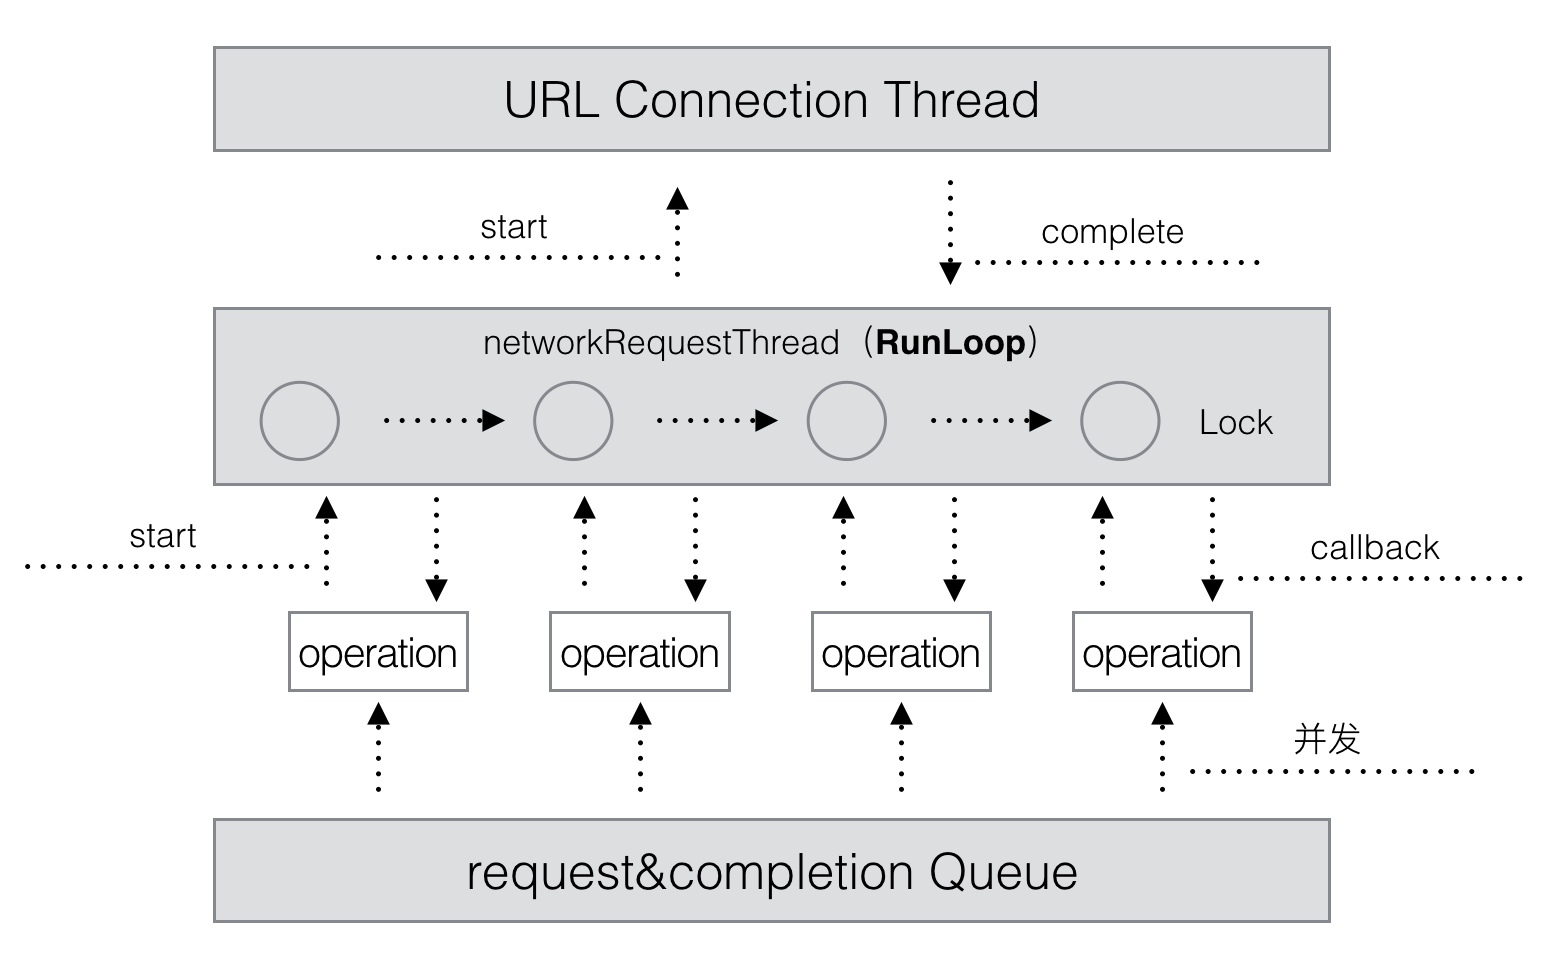 URL Connection Thread
start
complete
networkRequestThread（RunLoop）
Lock
start
callback
operation operation operation operation
并发
request&completion Queue